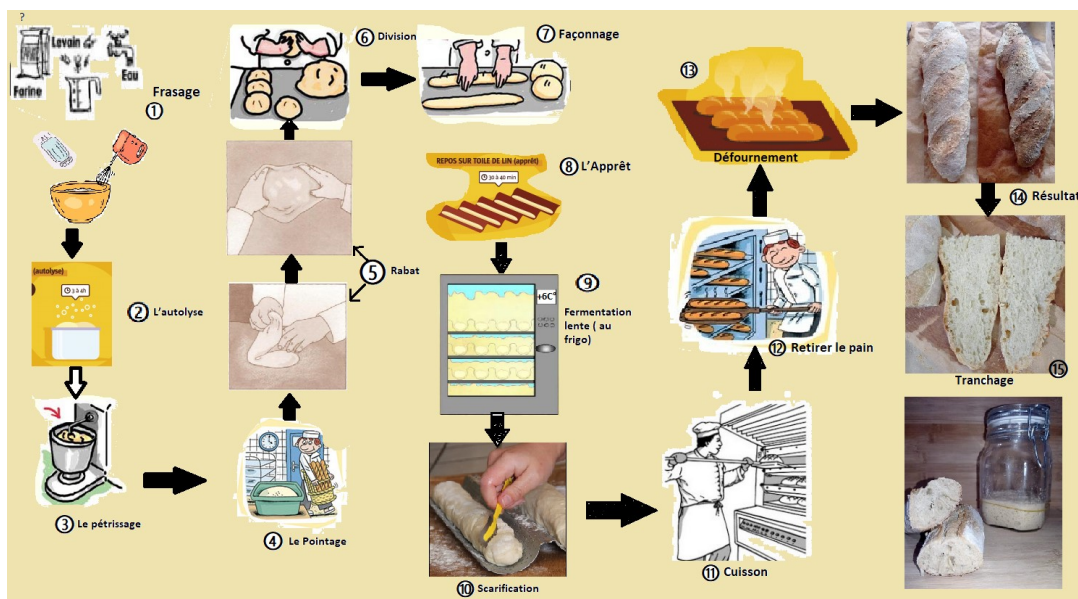 ?
Levain
Farine
Eau
① Frasage
(autolyse)
3 à 4h
② L'autolyse
③ Le pétrissage
④ Le Pointage
⑤ Rabat
⑥ Division
⑦ Façonnage
REPOS SUR TOILE DE LIN (apprêt)
30 à 40 min
⑧ L'Apprêt
+6C°
⑨
Fermentation
lente ( au
frigo)
⑩ Scarification
⑪ Cuisson
⑫ Retirer le pain
⑬
Défournement
⑭ Résultat
⑮
Tranchage